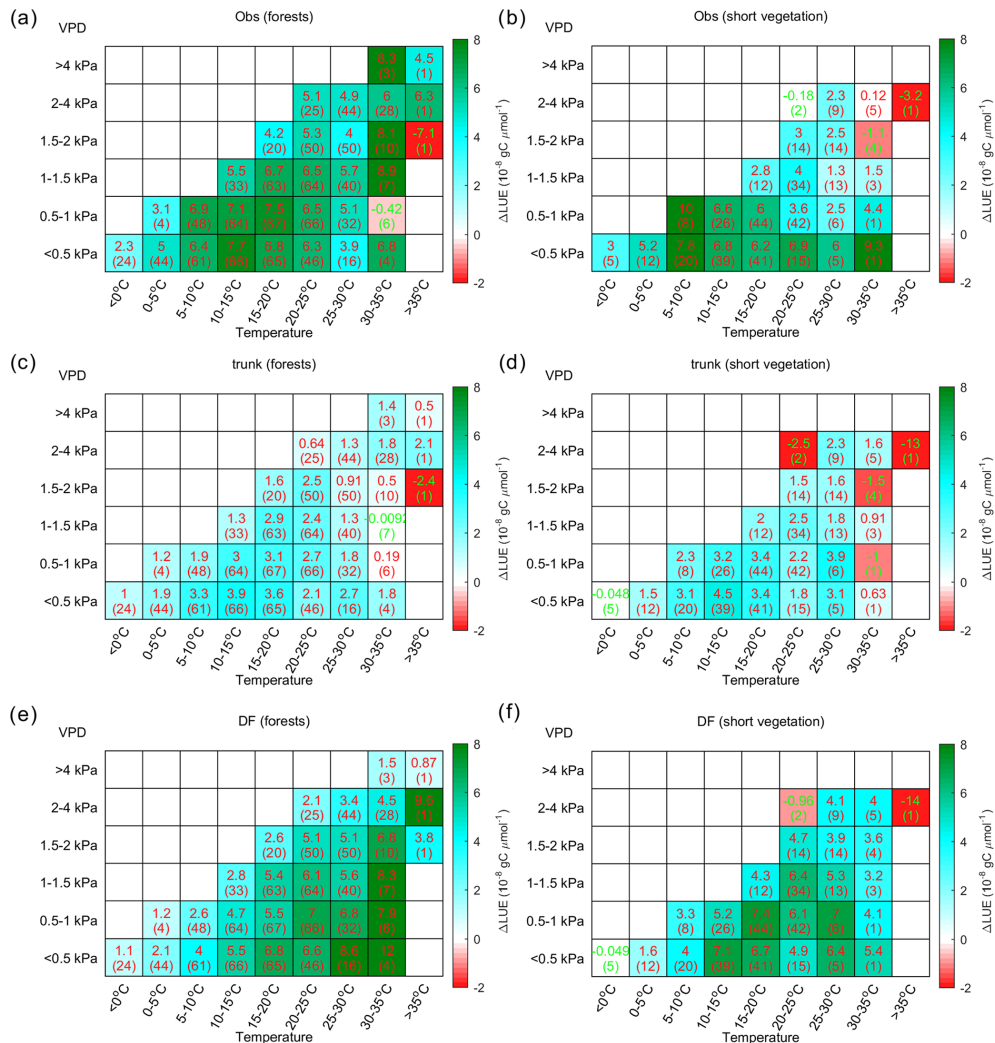 (a)
VPD
Obs (forests)
>4 kPa
8.3 4.5
(3) (1)
2-4 kPa
5.1 4.9 6 6.3
(25) (44) (28) (1)
1.5-2 kPa
4.2 5.3 4 8.1 -7.1
(20) (50) (50) (10) (1)
1-1.5 kPa
5.5 6.7 6.5 5.7 8.9
(33) (63) (64) (40) (7)
0.5-1 kPa
3.1 6.9 7.1 7.5 6.5 5.1 -0.42
(4) (48) (64) (67) (66) (32) (6)
<0.5 kPa
2.3 5 6.4 7.7 6.8 6.3 3.9 6.8
(24) (44) (61) (66) (65) (46) (16) (4)
<0°C 0-5°C 5-10°C 10-15°C 15-20°C 20-25°C 25-30°C 30-35°C >35°C
Temperature
8
6
4
2
0
-2
ΔLUE (10⁻⁸ gC μmol⁻¹)
(b)
VPD
Obs (short vegetation)
>4 kPa
2-4 kPa
-0.18 2.3 0.12 -3.2
(2) (9) (5) (1)
1.5-2 kPa
3 2.5 -1.1
(14) (14) (4)
1-1.5 kPa
2.8 4 1.3 1.5
(12) (34) (13) (3)
0.5-1 kPa
10 6.6 6 3.6 2.5 4.4
(8) (26) (44) (42) (6) (1)
<0.5 kPa
3 5.2 7.8 6.8 6.2 6.9 6 9.3
(5) (12) (20) (39) (41) (15) (5) (1)
<0°C 0-5°C 5-10°C 10-15°C 15-20°C 20-25°C 25-30°C 30-35°C >35°C
Temperature
8
6
4
2
0
-2
ΔLUE (10⁻⁸ gC μmol⁻¹)
(c)
VPD
trunk (forests)
>4 kPa
1.4 0.5
(3) (1)
2-4 kPa
0.64 1.3 1.8 2.1
(25) (44) (28) (1)
1.5-2 kPa
1.6 2.5 0.91 0.5 -2.4
(20) (50) (50) (10) (1)
1-1.5 kPa
1.3 2.9 2.4 1.3 -0.0092
(33) (63) (64) (40) (7)
0.5-1 kPa
1.2 1.9 3 3.1 2.7 1.8 0.19
(4) (48) (64) (67) (66) (32) (6)
<0.5 kPa
1 1.9 3.3 3.9 3.6 2.1 2.7 1.8
(24) (44) (61) (66) (65) (46) (16) (4)
<0°C 0-5°C 5-10°C 10-15°C 15-20°C 20-25°C 25-30°C 30-35°C >35°C
Temperature
8
6
4
2
0
-2
ΔLUE (10⁻⁸ gC μmol⁻¹)
(d)
VPD
trunk (short vegetation)
>4 kPa
2-4 kPa
-2.5 2.3 1.6 -13
(2) (9) (5) (1)
1.5-2 kPa
1.5 1.6 -1.5
(14) (14) (4)
1-1.5 kPa
2 2.5 1.8 0.91
(12) (34) (13) (3)
0.5-1 kPa
2.3 3.2 3.4 2.2 3.9 -1
(8) (26) (44) (42) (6) (1)
<0.5 kPa
-0.048 1.5 3.1 4.5 3.4 1.8 3.1 0.63
(5) (12) (20) (39) (41) (15) (5) (1)
<0°C 0-5°C 5-10°C 10-15°C 15-20°C 20-25°C 25-30°C 30-35°C >35°C
Temperature
8
6
4
2
0
-2
ΔLUE (10⁻⁸ gC μmol⁻¹)
(e)
VPD
DF (forests)
>4 kPa
1.5 0.87
(3) (1)
2-4 kPa
2.1 3.4 4.5
(25) (44) (28) (1)
1.5-2 kPa
2.6 5.1 5.1 6.8 3.8
(20) (50) (50) (10) (1)
1-1.5 kPa
2.8 5.4 6.1 5.6 8.3
(33) (63) (64) (40) (7)
0.5-1 kPa
1.2 2.6 4.7 5.5 7 6.8 7.9
(4) (48) (64) (67) (66) (32) (6)
<0.5 kPa
1.1 2.1 4 5.5 6.8 6.6 12
(24) (44) (61) (66) (65) (46) (16) (4)
<0°C 0-5°C 5-10°C 10-15°C 15-20°C 20-25°C 25-30°C 30-35°C >35°C
Temperature
8
6
4
2
0
-2
ΔLUE (10⁻⁸ gC μmol⁻¹)
(f)
VPD
DF (short vegetation)
>4 kPa
2-4 kPa
-0.96 4.1 4 -14
(2) (9) (5) (1)
1.5-2 kPa
4.7 3.9 3.6
(14) (14) (4)
1-1.5 kPa
4.3 6.4 5.3 3.2
(12) (34) (13) (3)
0.5-1 kPa
3.3 5.2 7.4 6.1 7 4.1
(8) (26) (44) (42) (6) (1)
<0.5 kPa
-0.049 1.6 4 7.1 6.7 4.9 6.4 5.4
(5) (12) (20) (39) (41) (15) (5) (1)
<0°C 0-5°C 5-10°C 10-15°C 15-20°C 20-25°C 25-30°C 30-35°C >35°C
Temperature
8
6
4
2
0
-2
ΔLUE (10⁻⁸ gC μmol⁻¹)